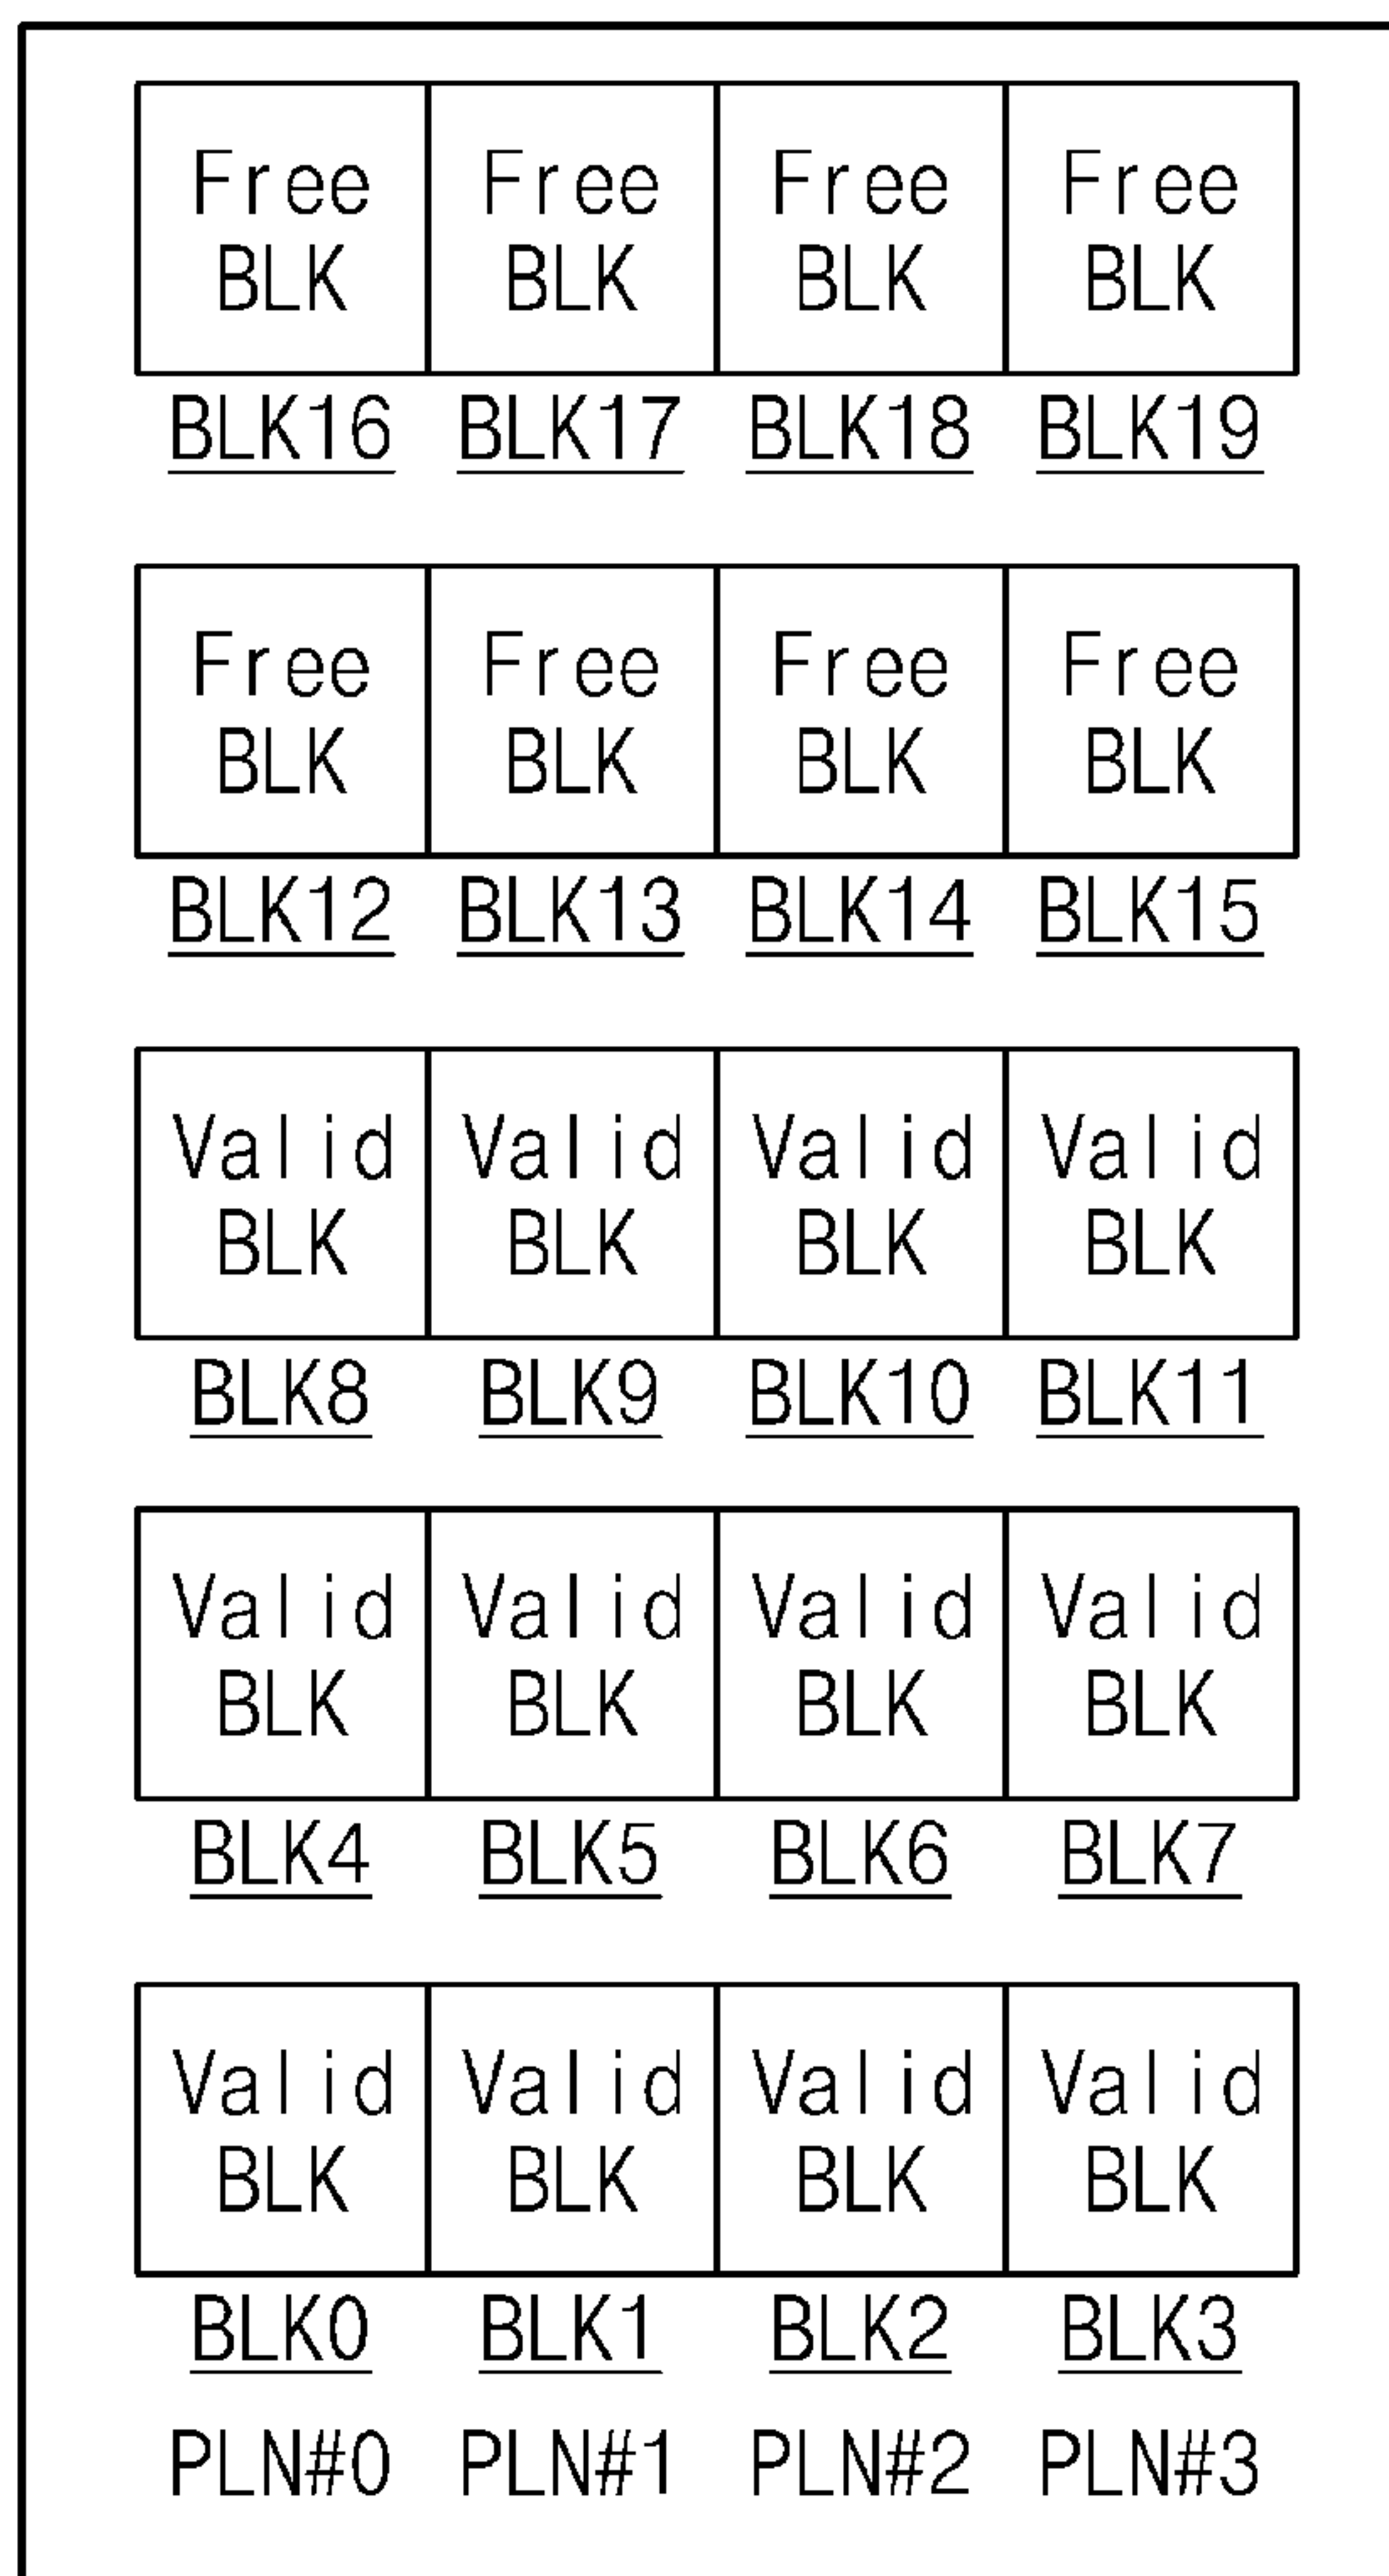 Free Free Free Free
BLK BLK BLK BLK
BLK16 BLK17 BLK18 BLK19
Free Free Free Free
BLK BLK BLK BLK
BLK12 BLK13 BLK14 BLK15
Valid Valid Valid Valid
BLK BLK BLK BLK
BLK8 BLK9 BLK10 BLK11
Valid Valid Valid Valid
BLK BLK BLK BLK
BLK4 BLK5 BLK6 BLK7
Valid Valid Valid Valid
BLK BLK BLK BLK
BLK0 BLK1 BLK2 BLK3
PLN#0 PLN#1 PLN#2 PLN#3